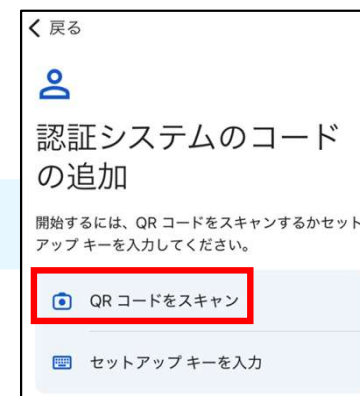 戻る
認証システムのコード
の追加
開始するには、QR コードをスキャンするかセット
アップ キーを入力してください。
QR コードをスキャン
セットアップ キーを入力